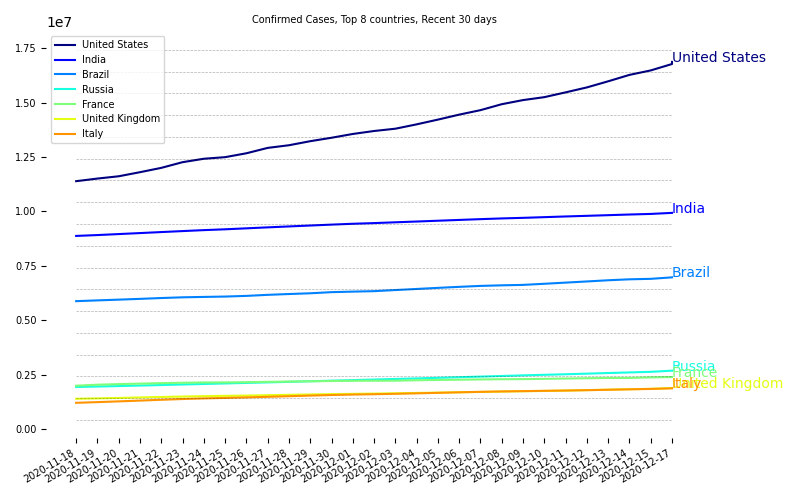 Confirmed Cases, Top 8 countries, Recent 30 days
1e7
United States
India
Brazil
Russia
France
United Kingdom
Italy
1.75
1.50
1.25
1.00
0.75
0.50
0.25
0.00
United States
India
Brazil
Russia
France
United Kingdom
Italy
2020-11-18
2020-11-19
2020-11-20
2020-11-21
2020-11-22
2020-11-23
2020-11-24
2020-11-25
2020-11-26
2020-11-27
2020-11-28
2020-11-29
2020-11-30
2020-12-01
2020-12-02
2020-12-03
2020-12-04
2020-12-05
2020-12-06
2020-12-07
2020-12-08
2020-12-09
2020-12-10
2020-12-11
2020-12-12
2020-12-13
2020-12-14
2020-12-15
2020-12-17